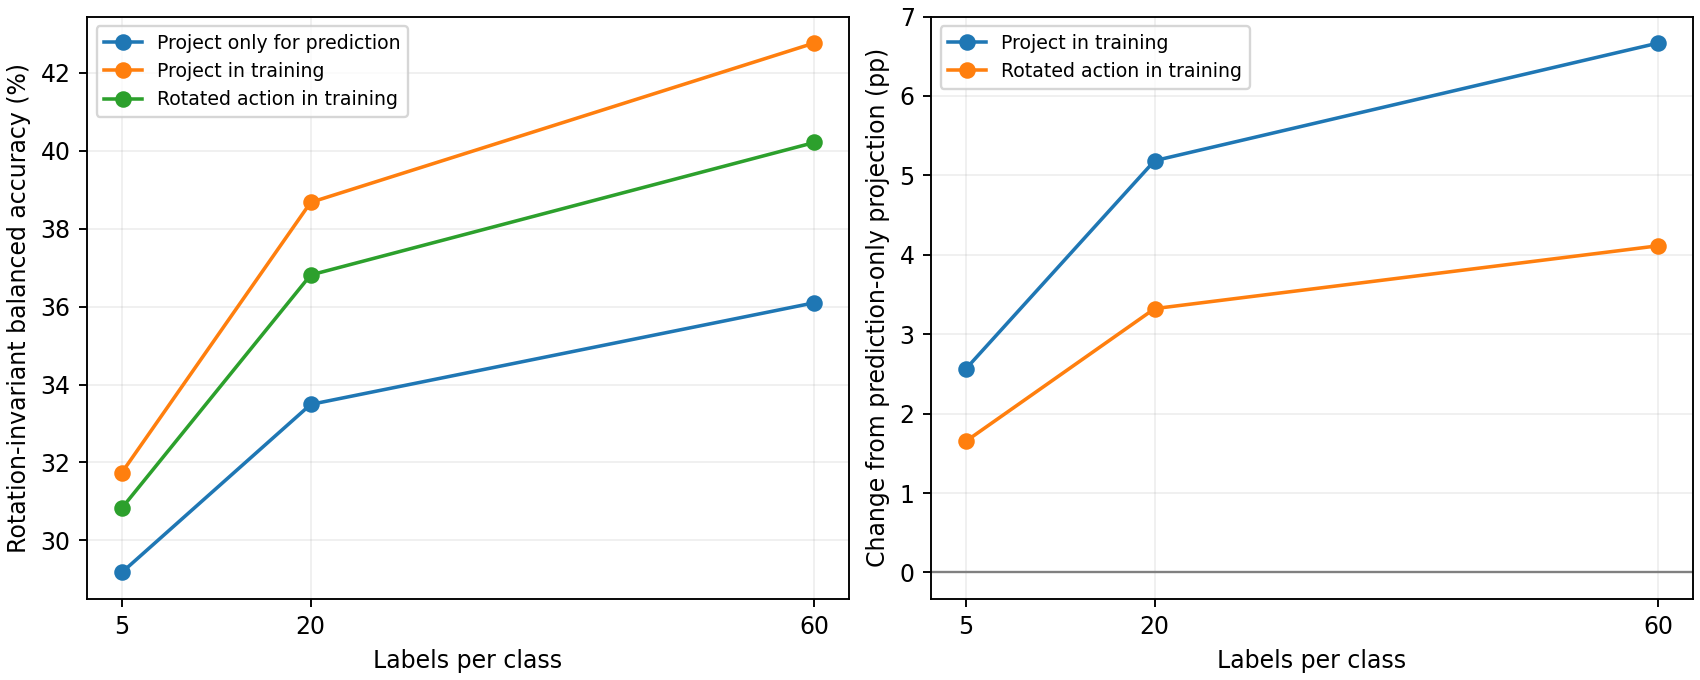 Rotation-invariant balanced accuracy (%)
42
40
38
36
34
32
30
Project only for prediction
Project in training
Rotated action in training
5
20
60
Labels per class
Change from prediction-only projection (pp)
7
6
5
4
3
2
1
0
Project in training
Rotated action in training
5
20
60
Labels per class